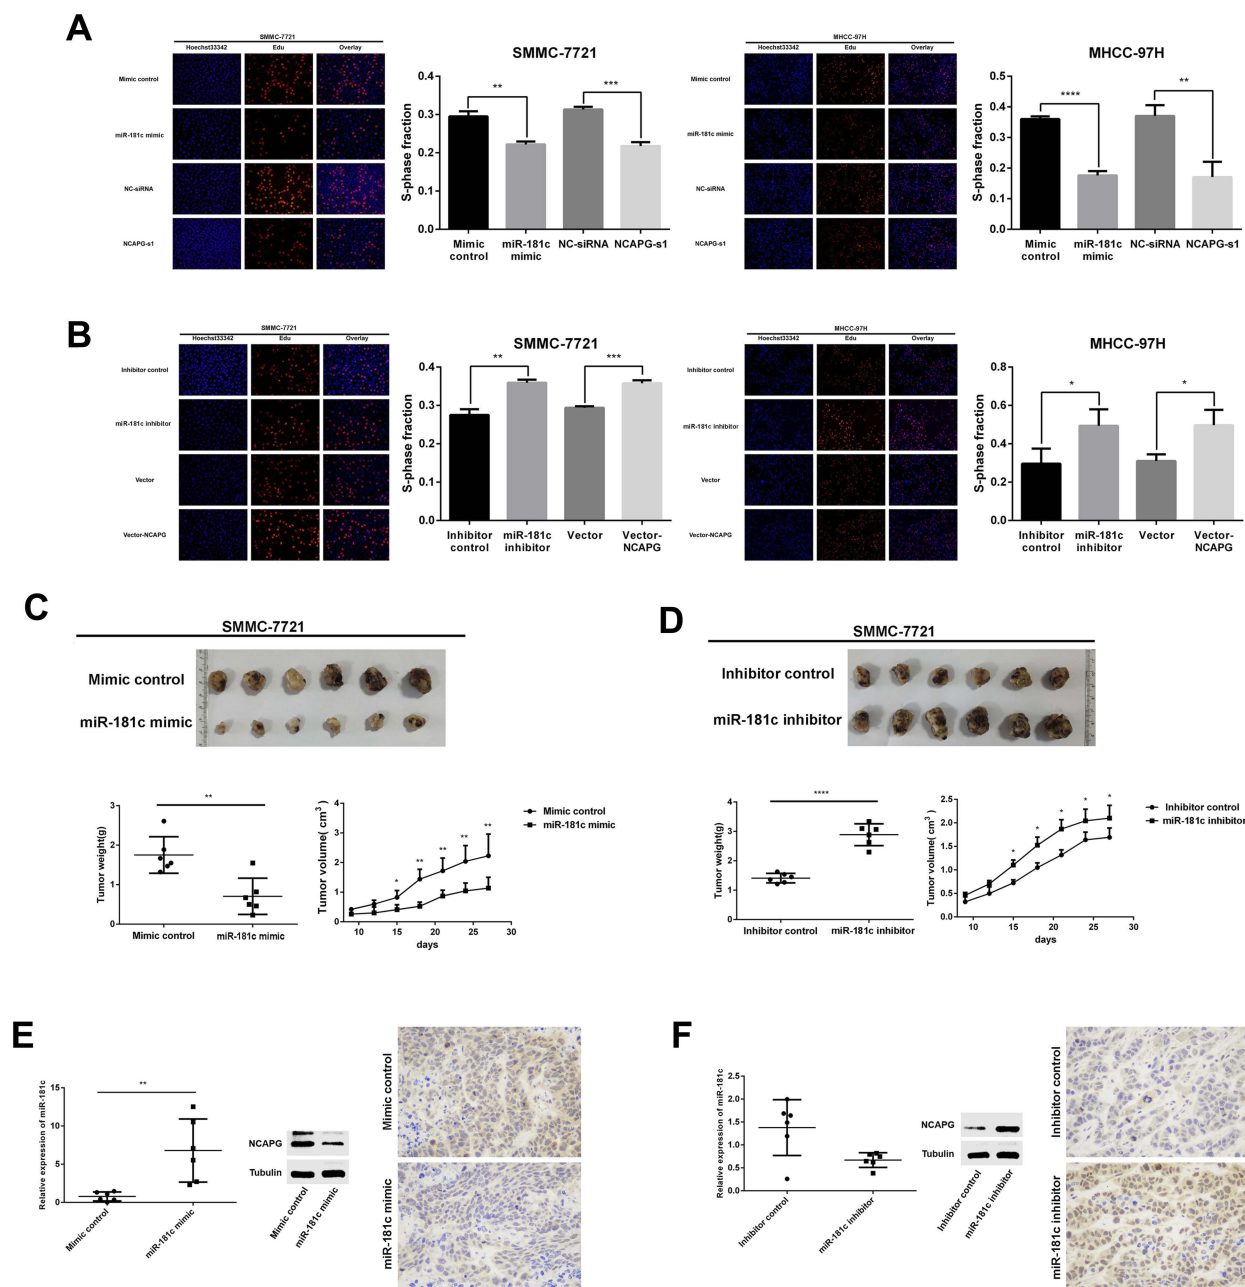 A
SMMC-7721
Hoechst33342 Edu Overlay
Mimic control
miR-181c mimic
NC-siRNA
NCAPG-s1
SMMC-7721
S-phase fraction
0.4
0.3
0.2
0.1
0.0
** ***
Mimic control
miR-181c mimic
NC-siRNA
NCAPG-s1
MHCC-97H
Hoechst33342 Edu Overlay
Mimic control
miR-181c mimic
NC-siRNA
NCAPG-s1
MHCC-97H
S-phase fraction
0.5
0.4
0.3
0.2
0.1
0.0
**** **
Mimic control
miR-181c mimic
NC-siRNA
NCAPG-s1
B
SMMC-7721
Hoechst33342 Edu Overlay
Inhibitor control
miR-181c inhibitor
Vector
Vector-NCAPG
SMMC-7721
S-phase fraction
0.4
0.3
0.2
0.1
0.0
** ***
Inhibitor control
miR-181c inhibitor
Vector
Vector-NCAPG
MHCC-97H
Hoechst33342 Edu Overlay
Inhibitor control
miR-181c inhibitor
Vector
Vector-NCAPG
MHCC-97H
S-phase fraction
0.8
0.6
0.4
0.2
0.0
* *
Inhibitor control
miR-181c inhibitor
Vector
Vector-NCAPG
C
SMMC-7721
Mimic control
miR-181c mimic
Tumor weight(g)
3
2
1
0
**
Mimic control
miR-181c mimic
Tumor volume( cm3 )
4
3
2
1
0
* ** ** ** **
10 15 20 25 30
days
Mimic control
miR-181c mimic
D
SMMC-7721
Inhibitor control
miR-181c inhibitor
Tumor weight(g)
4
3
2
1
0
****
Inhibitor control
miR-181c inhibitor
Tumor volume( cm3 )
2.5
2.0
1.5
1.0
0.5
0.0
* * * * *
10 15 20 25 30
days
Inhibitor control
miR-181c inhibitor
E
Relative expression of miR-181c
15
10
5
0
**
Mimic control
miR-181c mimic
NCAPG
Tubulin
Mimic control
miR-181c mimic
Mimic control
miR-181c mimic
F
Relative expression of miR-181c
2.5
2.0
1.5
1.0
0.5
0.0
Inhibitor control
miR-181c inhibitor
NCAPG
Tubulin
Inhibitor control
miR-181c inhibitor
Inhibitor control
miR-181c inhibitor